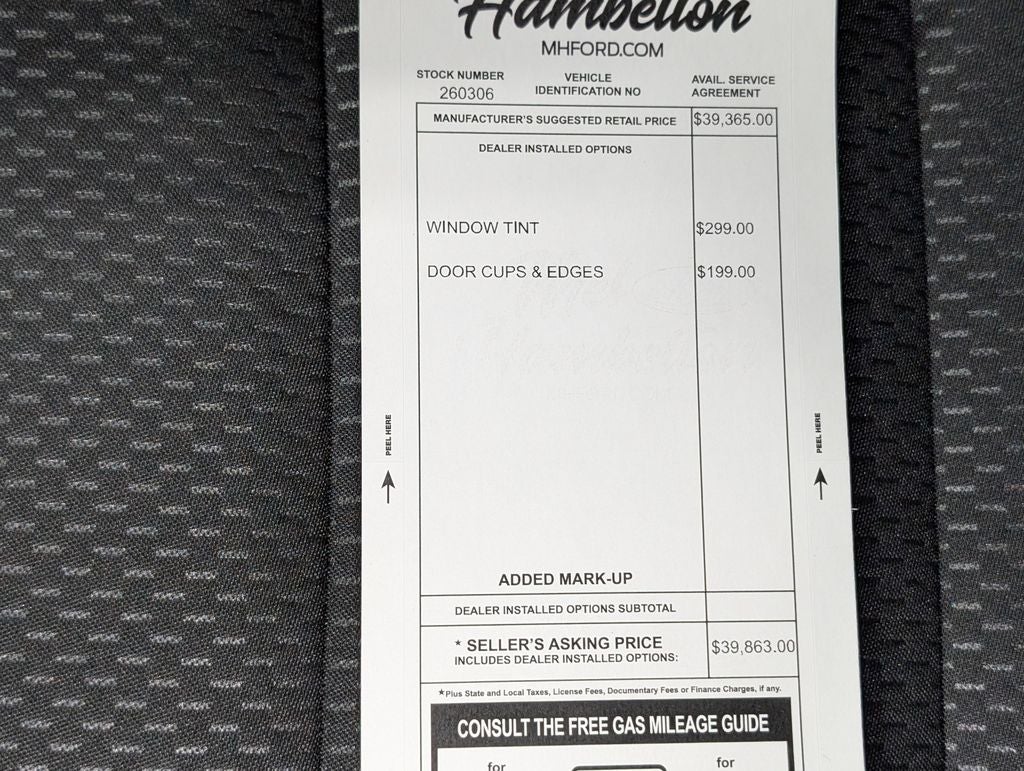 Hambellon
MHFORD.COM
STOCK NUMBER
260306
VEHICLE
IDENTIFICATION NO
AVAIL. SERVICE
AGREEMENT
MANUFACTURER'S SUGGESTED RETAIL PRICE $39,365.00
DEALER INSTALLED OPTIONS
WINDOW TINT $299.00
DOOR CUPS & EDGES $199.00
PEEL HERE
PEEL HERE
ADDED MARK-UP
DEALER INSTALLED OPTIONS SUBTOTAL
* SELLER'S ASKING PRICE $39,863.00
INCLUDES DEALER INSTALLED OPTIONS:
*Plus State and Local Taxes, License Fees, Documentary Fees or Finance Charges, if any.
CONSULT THE FREE GAS MILEAGE GUIDE
for for